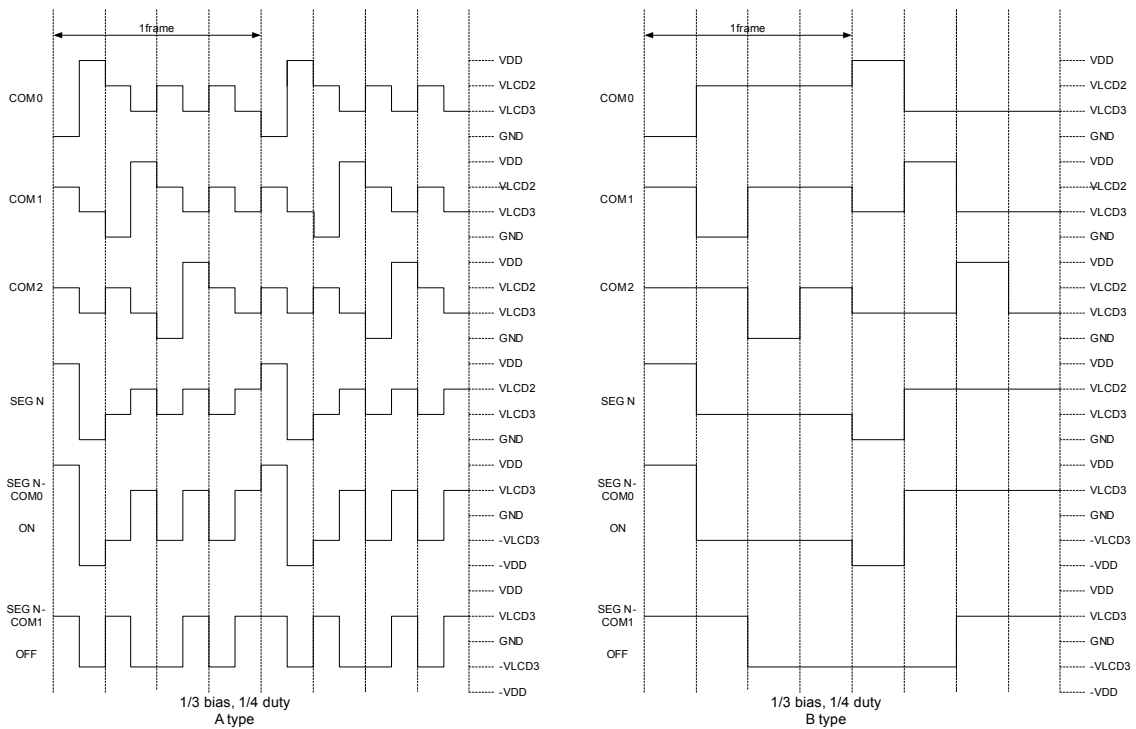 1frame
COM0
VDD
VLCD2
VLCD3
GND
COM1
VDD
VLCD2
VLCD3
GND
COM2
VDD
VLCD2
VLCD3
GND
SEG N
VDD
VLCD2
VLCD3
GND
SEG N-
COM0
ON
VDD
VLCD3
GND
-VLCD3
-VDD
SEG N-
COM1
OFF
VDD
VLCD3
GND
-VLCD3
-VDD
1/3 bias, 1/4 duty
A type
1frame
COM0
VDD
VLCD2
VLCD3
GND
COM1
VDD
VLCD2
VLCD3
GND
COM2
VDD
VLCD2
VLCD3
GND
SEG N
VDD
VLCD2
VLCD3
GND
SEG N-
COM0
ON
VDD
VLCD3
GND
-VLCD3
-VDD
SEG N-
COM1
OFF
VDD
VLCD3
GND
-VLCD3
-VDD
1/3 bias, 1/4 duty
B type